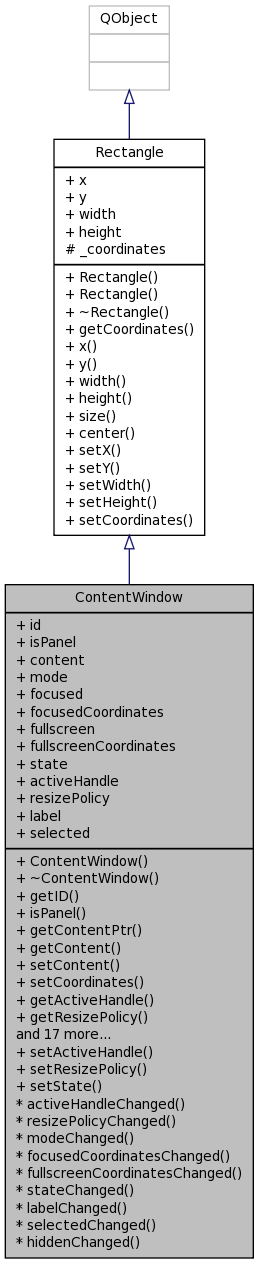 QObject
Rectangle
+ x
+ y
+ width
+ height
# _coordinates
+ Rectangle()
+ Rectangle()
+ ~Rectangle()
+ getCoordinates()
+ x()
+ y()
+ width()
+ height()
+ size()
+ center()
+ setX()
+ setY()
+ setWidth()
+ setHeight()
+ setCoordinates()
ContentWindow
+ id
+ isPanel
+ content
+ mode
+ focused
+ focusedCoordinates
+ fullscreen
+ fullscreenCoordinates
+ state
+ activeHandle
+ resizePolicy
+ label
+ selected
+ ContentWindow()
+ ~ContentWindow()
+ getID()
+ isPanel()
+ getContentPtr()
+ getContent()
+ setContent()
+ setCoordinates()
+ getActiveHandle()
+ getResizePolicy()
and 17 more...
+ setActiveHandle()
+ setResizePolicy()
+ setState()
* activeHandleChanged()
* resizePolicyChanged()
* modeChanged()
* focusedCoordinatesChanged()
* fullscreenCoordinatesChanged()
* stateChanged()
* labelChanged()
* selectedChanged()
* hiddenChanged()